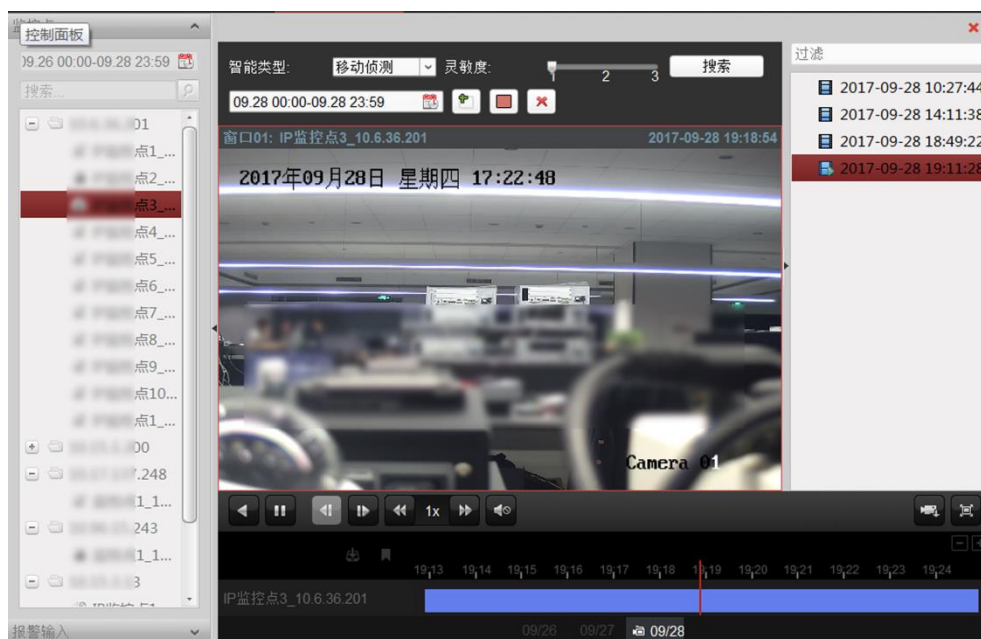 控制面板
09.26 00:00-09.28 23:59
搜索...
01
点1_...
点2_...
点3_...
点4_...
点5_...
点6_...
点7_...
点8_...
点9_...
点10...
点1_...
00
.248
1_1...
243
1_1...
3
报警输入
智能类型: 移动侦测 灵敏度: 1 2 3 搜索
09.28 00:00-09.28 23:59
窗口01: IP监控点3_10.6.36.201 2017-09-28 19:18:54
2017年09月28日 星期四 17:22:48
Camera 01
1x
19:13 19:14 19:15 19:16 19:17 19:18 19:19 19:20 19:21 19:22 19:23 19:24
IP监控点3_10.6.36.201
09/26 09/27 09/28
过滤
2017-09-28 10:27:44
2017-09-28 14:11:38
2017-09-28 18:49:22
2017-09-28 19:11:28